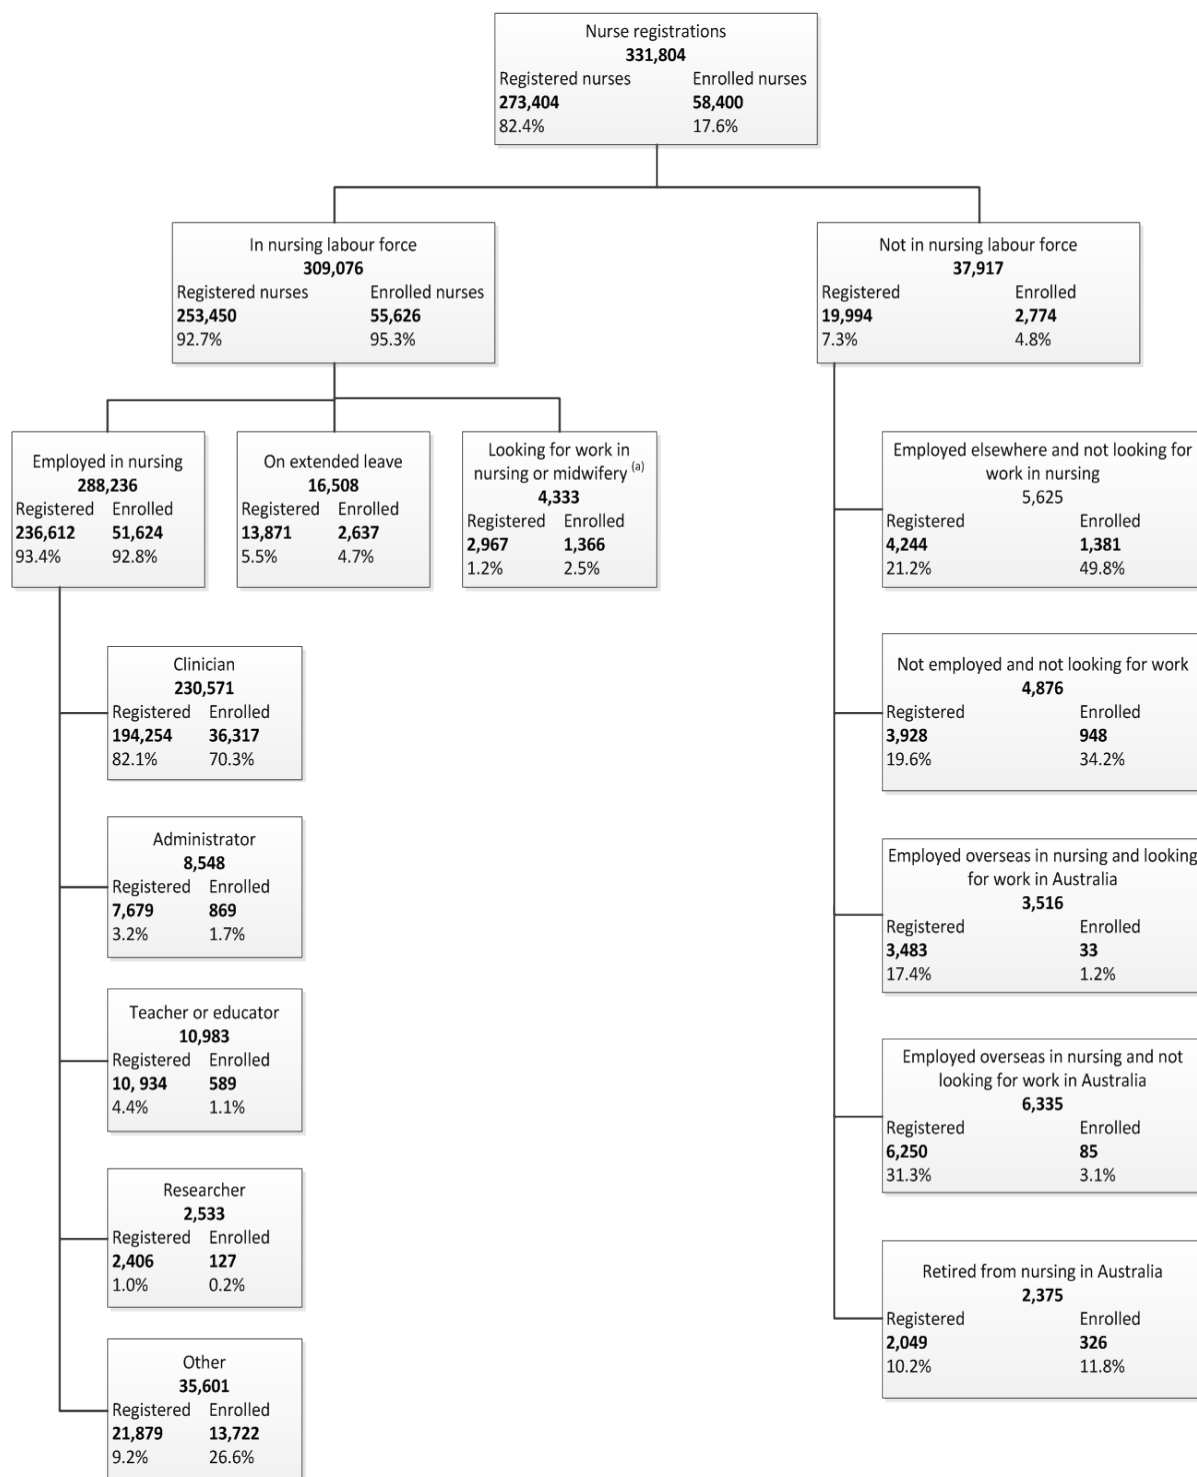 Nurse registrations
331,804
Registered nurses Enrolled nurses
273,404 58,400
82.4% 17.6%
In nursing labour force
309,076
Registered nurses Enrolled nurses
253,450 55,626
92.7% 95.3%
Not in nursing labour force
37,917
Registered Enrolled
19,994 2,774
7.3% 4.8%
Employed in nursing
288,236
Registered Enrolled
236,612 51,624
93.4% 92.8%
On extended leave
16,508
Registered Enrolled
13,871 2,637
5.5% 4.7%
Looking for work in
nursing or midwifery (a)
4,333
Registered Enrolled
2,967 1,366
1.2% 2.5%
Clinician
230,571
Registered Enrolled
194,254 36,317
82.1% 70.3%
Administrator
8,548
Registered Enrolled
7,679 869
3.2% 1.7%
Teacher or educator
10,983
Registered Enrolled
10, 934 589
4.4% 1.1%
Researcher
2,533
Registered Enrolled
2,406 127
1.0% 0.2%
Other
35,601
Registered Enrolled
21,879 13,722
9.2% 26.6%
Employed elsewhere and not looking for
work in nursing
5,625
Registered Enrolled
4,244 1,381
21.2% 49.8%
Not employed and not looking for work
4,876
Registered Enrolled
3,928 948
19.6% 34.2%
Employed overseas in nursing and looking
for work in Australia
3,516
Registered Enrolled
3,483 33
17.4% 1.2%
Employed overseas in nursing and not
looking for work in Australia
6,335
Registered Enrolled
6,250 85
31.3% 3.1%
Retired from nursing in Australia
2,375
Registered Enrolled
2,049 326
10.2% 11.8%